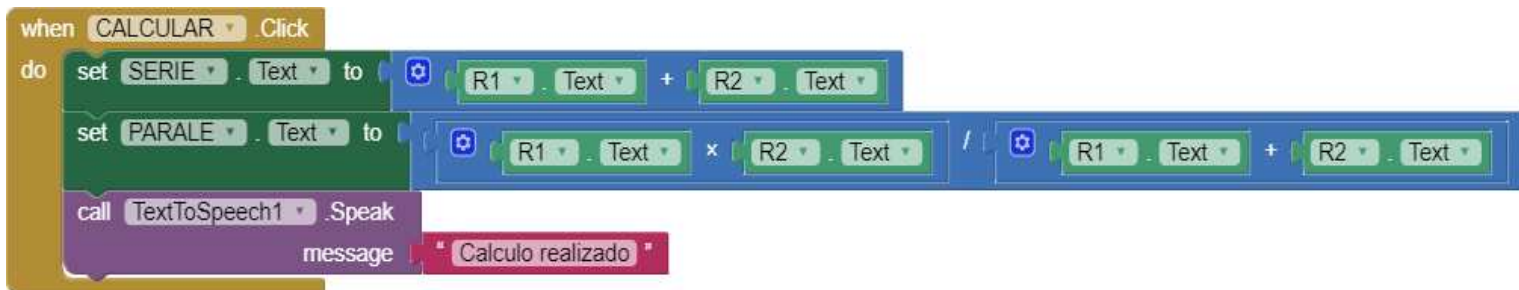 when CALCULAR .Click
do set SERIE . Text to R1 . Text + R2 . Text
set PARALE . Text to R1 . Text × R2 . Text / R1 . Text + R2 . Text
call TextToSpeech1 .Speak
message " Calculo realizado "